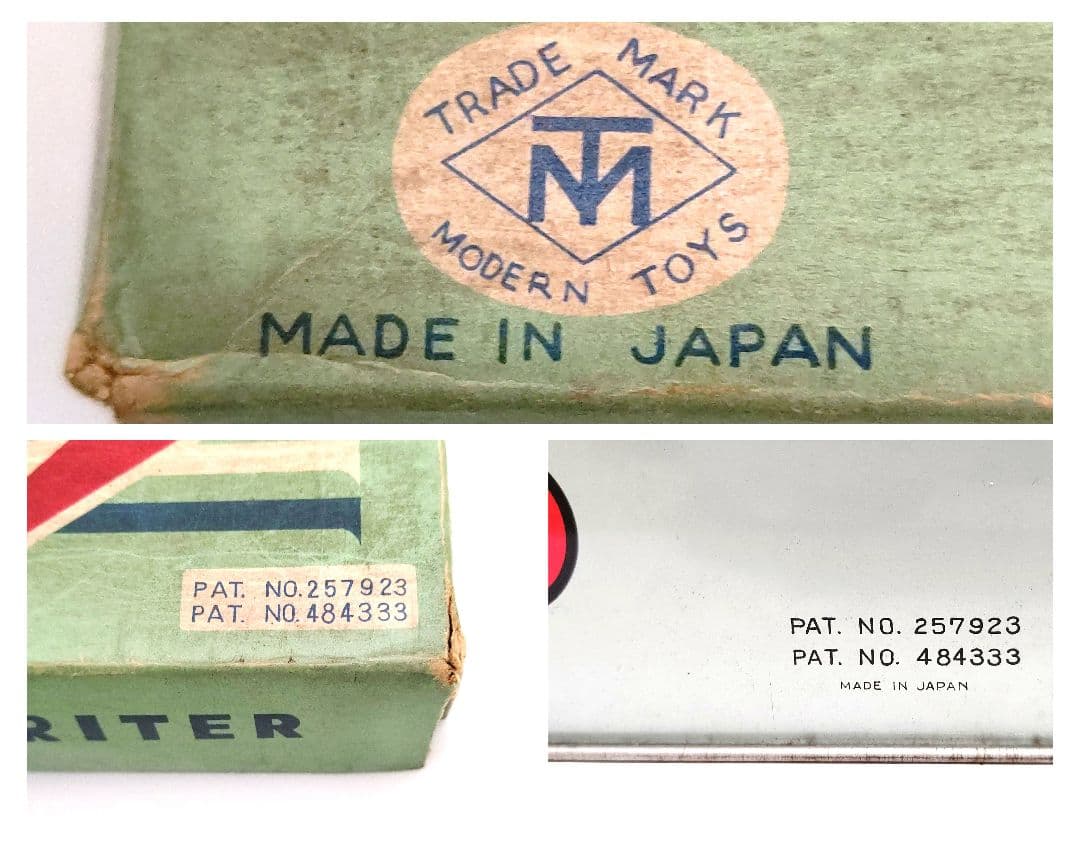 TRADE MARK
TM
MODERN TOYS
MADE IN JAPAN
PAT. NO. 257923
PAT. NO. 484333
RITER
PAT. NO. 257923
PAT. NO. 484333
MADE IN JAPAN